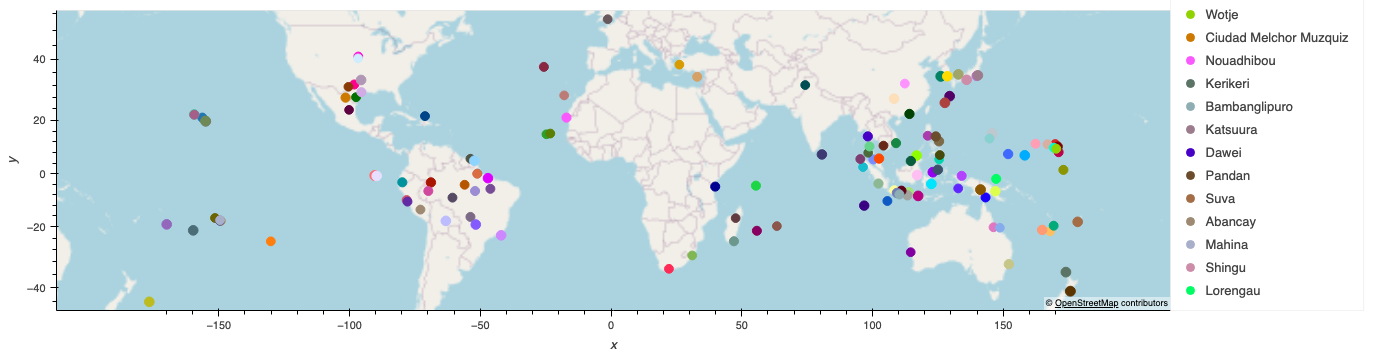 Wotje
Ciudad Melchor Muzquiz
Nouadhibou
Kerikeri
Bambanglipuro
Katsuura
Dawei
Pandan
Suva
Abancay
Mahina
Shingu
Lorengau
40
20
0
−20
−40
y
© OpenStreetMap contributors
−150
−100
−50
0
50
100
150
x